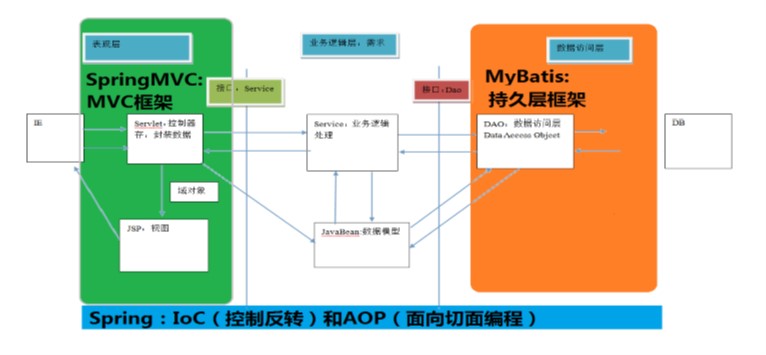 表现层
业务逻辑层，需求
数据访问层
SpringMVC:
MVC框架
接口，Service
接口，Dao
MyBatis:
持久层框架
IE
Servlet，控制器
存，封装数据
Service，业务逻辑
处理
DAO，数据访问层
Data Access Object
DB
域对象
JSP，视图
JavaBean:数据模型
Spring：IoC（控制反转）和AOP（面向切面编程）